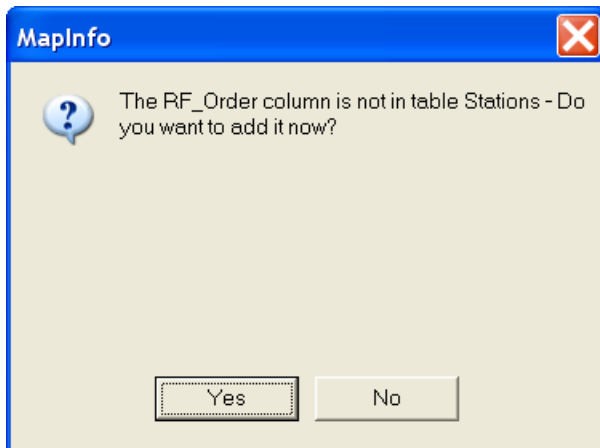 MapInfo
The RF_Order column is not in table Stations - Do
you want to add it now?
Yes
No